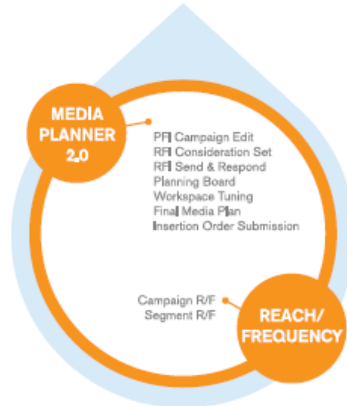 MEDIA
PLANNER
2.0
PFI Campaign Edit
RFI Consideration Set
RFI Send & Respond
Planning Board
Workspace Tuning
Final Media Plan
Insertion Order Submission
Campaign R/F
Segment R/F
REACH/
FREQUENCY